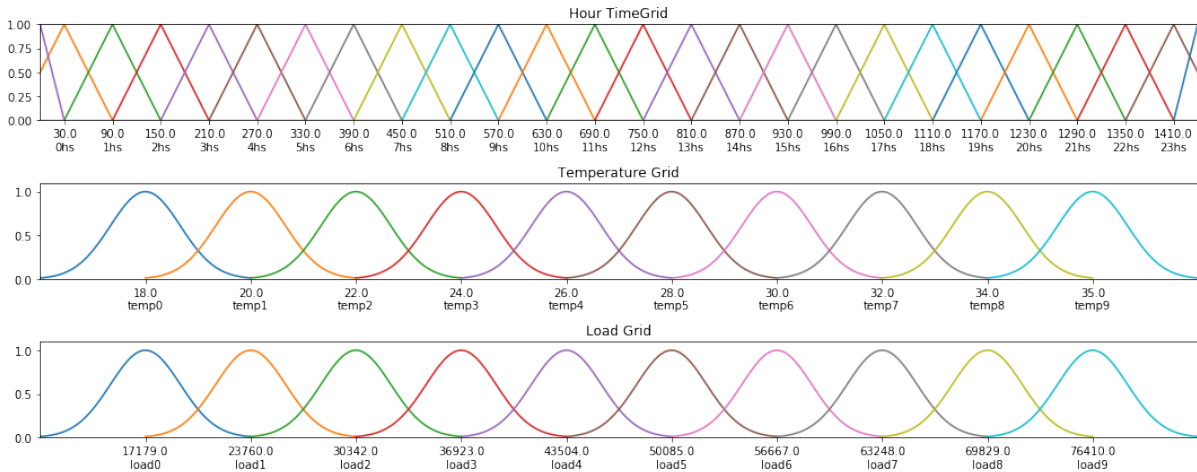 Hour TimeGrid
1.00
0.75
0.50
0.25
0.00
30.0 90.0 150.0 210.0 270.0 330.0 390.0 450.0 510.0 570.0 630.0 690.0 750.0 810.0 870.0 930.0 990.0 1050.0 1110.0 1170.0 1230.0 1290.0 1350.0 1410.0
0hs 1hs 2hs 3hs 4hs 5hs 6hs 7hs 8hs 9hs 10hs 11hs 12hs 13hs 14hs 15hs 16hs 17hs 18hs 19hs 20hs 21hs 22hs 23hs
Temperature Grid
1.0
0.5
0.0
18.0 20.0 22.0 24.0 26.0 28.0 30.0 32.0 34.0 35.0
temp0 temp1 temp2 temp3 temp4 temp5 temp6 temp7 temp8 temp9
Load Grid
1.0
0.5
0.0
17179.0 23760.0 30342.0 36923.0 43504.0 50085.0 56667.0 63248.0 69829.0 76410.0
load0 load1 load2 load3 load4 load5 load6 load7 load8 load9